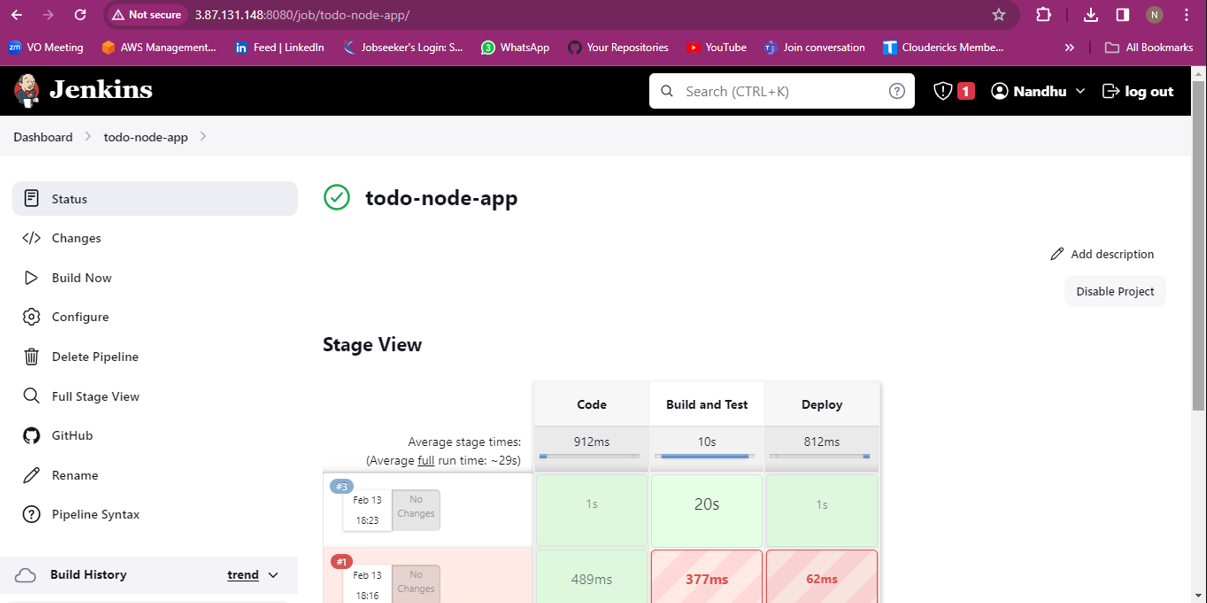 Not secure 3.87.131.148:8080/job/todo-node-app/
N
zm VO Meeting AWS Management... in Feed | LinkedIn Jobseeker's Login: S... 3 WhatsApp Your Repositories YouTube Join conversation T Cloudericks Membe... » All Bookmarks
Jenkins Search (CTRL+K) ? 1 Nandhu log out
Dashboard todo-node-app
Status
Changes
Build Now
Configure
Delete Pipeline
Full Stage View
GitHub
Rename
Pipeline Syntax
Build History trend
todo-node-app
Add description
Disable Project
Stage View
Code Build and Test Deploy
Average stage times: 912ms 10s 812ms
(Average full run time: ~29s)
#3
Feb 13
18:23
No
Changes
1s 20s 1s
#1
Feb 13
18:16
No
Changes
489ms 377ms 62ms